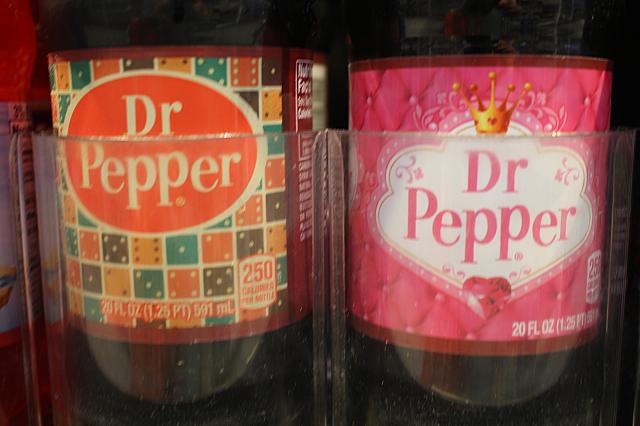 Dr
Pepper
®
250
CALORIES
PER BOTTLE
20 FL OZ (1.25 PT) 591 mL
Dr
Pepper
®
20 FL OZ (1.25 PT)